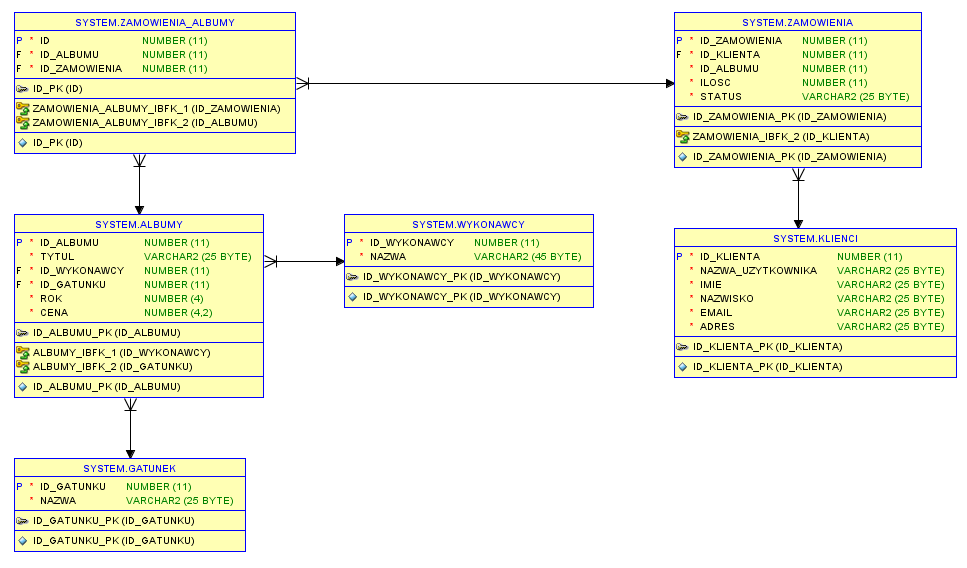 SYSTEM.ZAMOWIENIA_ALBUMY
P * ID NUMBER (11)
F * ID_ALBUMU NUMBER (11)
F * ID_ZAMOWIENIA NUMBER (11)
ID_PK (ID)
ZAMOWIENIA_ALBUMY_IBFK_1 (ID_ZAMOWIENIA)
ZAMOWIENIA_ALBUMY_IBFK_2 (ID_ALBUMU)
ID_PK (ID)
SYSTEM.ZAMOWIENIA
P * ID_ZAMOWIENIA NUMBER (11)
F * ID_KLIENTA NUMBER (11)
* ID_ALBUMU NUMBER (11)
* ILOSC NUMBER (11)
* STATUS VARCHAR2 (25 BYTE)
ID_ZAMOWIENIA_PK (ID_ZAMOWIENIA)
ZAMOWIENIA_IBFK_2 (ID_KLIENTA)
ID_ZAMOWIENIA_PK (ID_ZAMOWIENIA)
SYSTEM.ALBUMY
P * ID_ALBUMU NUMBER (11)
* TYTUL VARCHAR2 (25 BYTE)
F * ID_WYKONAWCY NUMBER (11)
F * ID_GATUNKU NUMBER (11)
* ROK NUMBER (4)
* CENA NUMBER (4,2)
ID_ALBUMU_PK (ID_ALBUMU)
ALBUMY_IBFK_1 (ID_WYKONAWCY)
ALBUMY_IBFK_2 (ID_GATUNKU)
ID_ALBUMU_PK (ID_ALBUMU)
SYSTEM.WYKONAWCY
P * ID_WYKONAWCY NUMBER (11)
* NAZWA VARCHAR2 (45 BYTE)
ID_WYKONAWCY_PK (ID_WYKONAWCY)
ID_WYKONAWCY_PK (ID_WYKONAWCY)
SYSTEM.KLIENCI
P * ID_KLIENTA NUMBER (11)
* NAZWA_UZYTKOWNIKA VARCHAR2 (25 BYTE)
* IMIE VARCHAR2 (25 BYTE)
* NAZWISKO VARCHAR2 (25 BYTE)
* EMAIL VARCHAR2 (25 BYTE)
* ADRES VARCHAR2 (25 BYTE)
ID_KLIENTA_PK (ID_KLIENTA)
ID_KLIENTA_PK (ID_KLIENTA)
SYSTEM.GATUNEK
P * ID_GATUNKU NUMBER (11)
* NAZWA VARCHAR2 (25 BYTE)
ID_GATUNKU_PK (ID_GATUNKU)
ID_GATUNKU_PK (ID_GATUNKU)